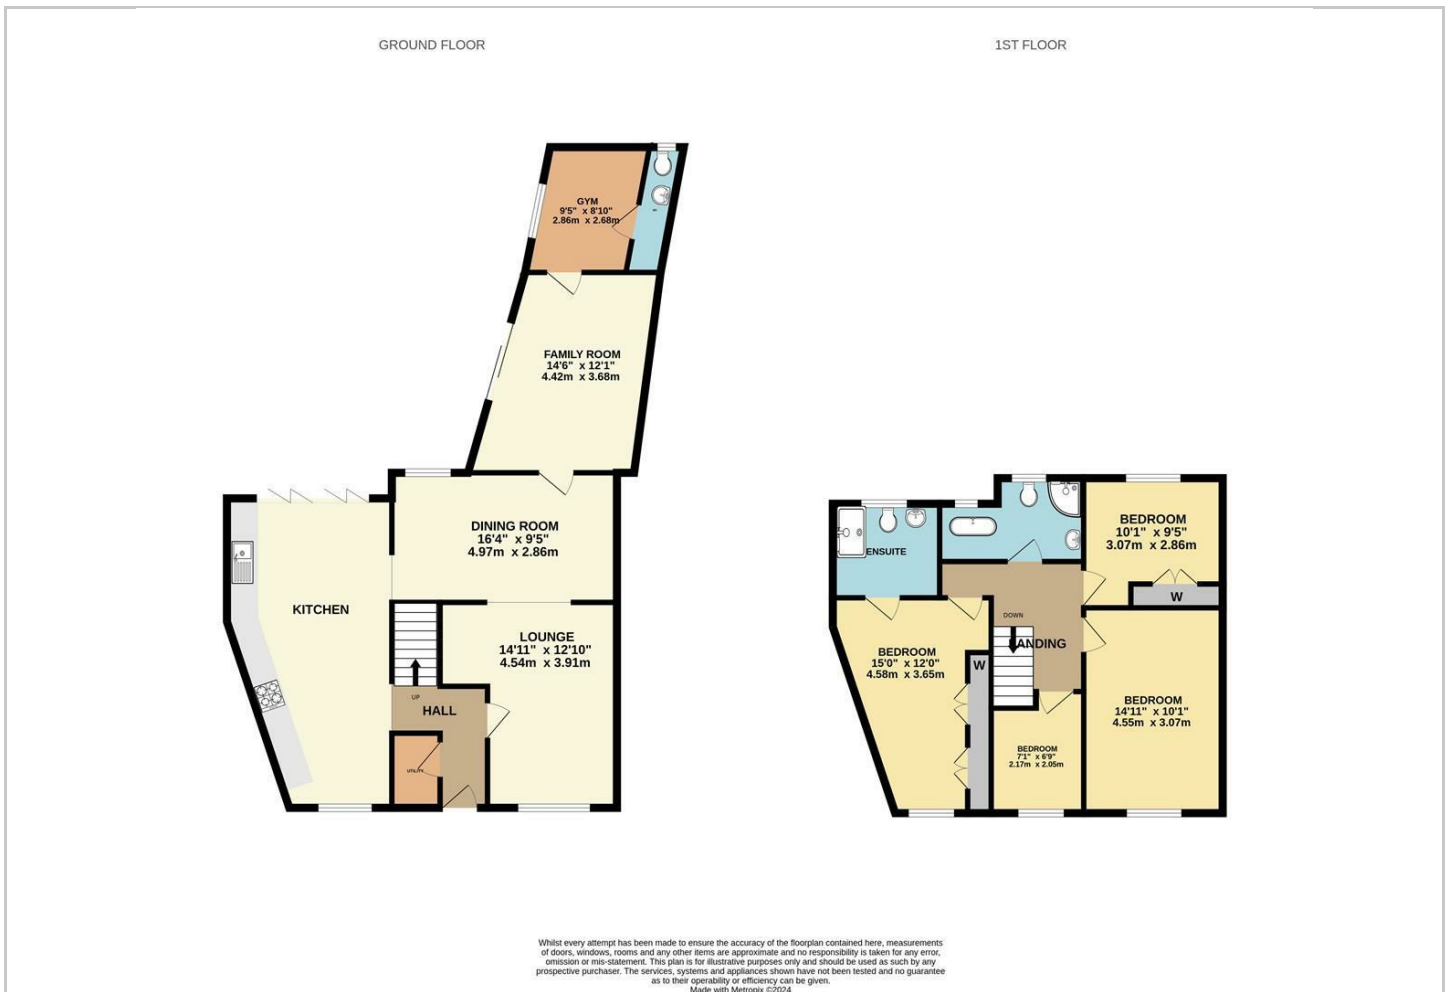 GROUND FLOOR
1ST FLOOR
GYM
9'5" x 8'10"
2.86m x 2.68m
FAMILY ROOM
14'6" x 12'1"
4.42m x 3.68m
DINING ROOM
16'4" x 9'5"
4.97m x 2.86m
KITCHEN
LOUNGE
14'11" x 12'10"
4.54m x 3.91m
UP
HALL
UTILITY
ENSUITE
BEDROOM
10'1" x 9'5"
3.07m x 2.86m
W
DOWN
LANDING
BEDROOM
15'0" x 12'0"
4.58m x 3.65m
W
BEDROOM
14'11" x 10'1"
4.55m x 3.07m
BEDROOM
7'1" x 6'9"
2.17m x 2.05m
Whilst every attempt has been made to ensure the accuracy of the floorplan contained here, measurements
of doors, windows, rooms and any other items are approximate and no responsibility is taken for any error,
omission or mis-statement. This plan is for illustrative purposes only and should be used as such by any
prospective purchaser. The services, systems and appliances shown have not been tested and no guarantee
as to their operability or efficiency can be given.
Made with Metropix ©2024